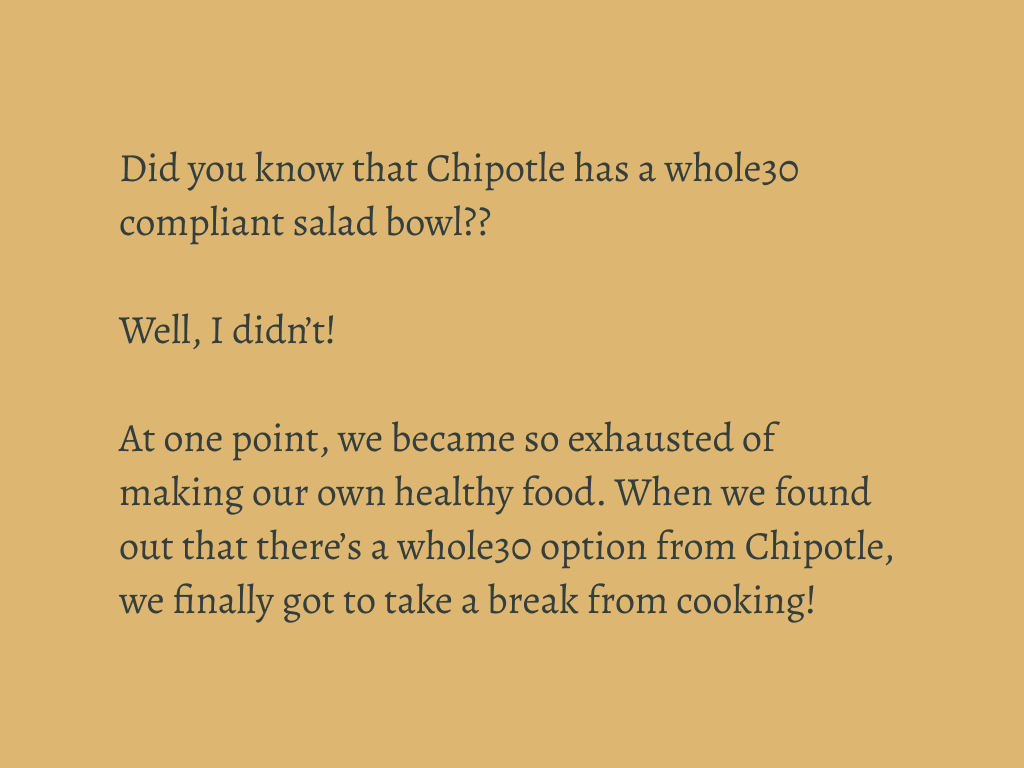 Did you know that Chipotle has a whole30
compliant salad bowl??
Well, I didn’t!
At one point, we became so exhausted of
making our own healthy food. When we found
out that there’s a whole30 option from Chipotle,
we finally got to take a break from cooking!